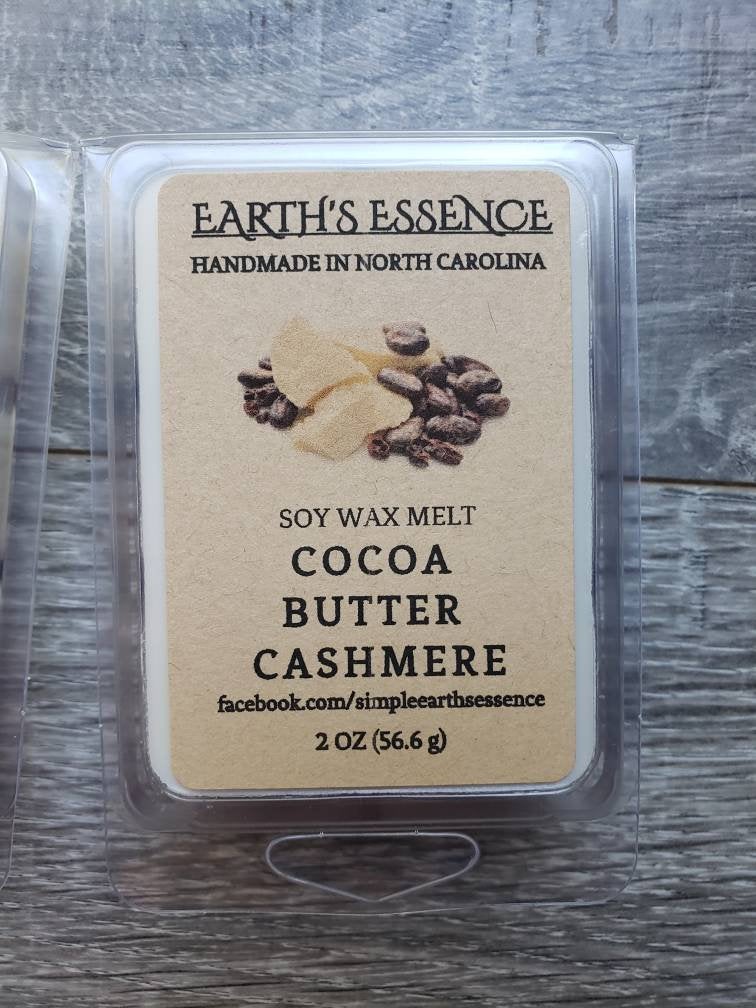 EARTH'S ESSENCE
HANDMADE IN NORTH CAROLINA
SOY WAX MELT
COCOA
BUTTER
CASHMERE
facebook.com/simpleearthsessence
2 OZ (56.6 g)